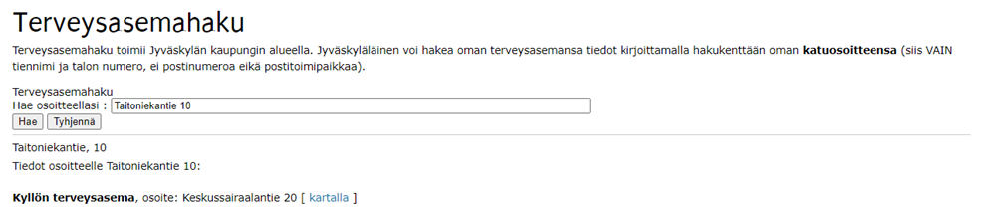 Terveysasemahaku
Terveysasemahaku toimii Jyväskylän kaupungin alueella. Jyväskyläläinen voi hakea oman terveysasemansa tiedot kirjoittamalla hakukenttään oman katuosoitteensa (siis VAIN
tiennimi ja talon numero, ei postinumeroa eikä postitoimipaikkaa).
Terveysasemahaku
Hae osoitteellasi : Taitoniekantie 10
Hae Tyhjennä
Taitoniekantie, 10
Tiedot osoitteelle Taitoniekantie 10:
Kyllön terveysasema, osoite: Keskussairaalantie 20 [ kartalla ]